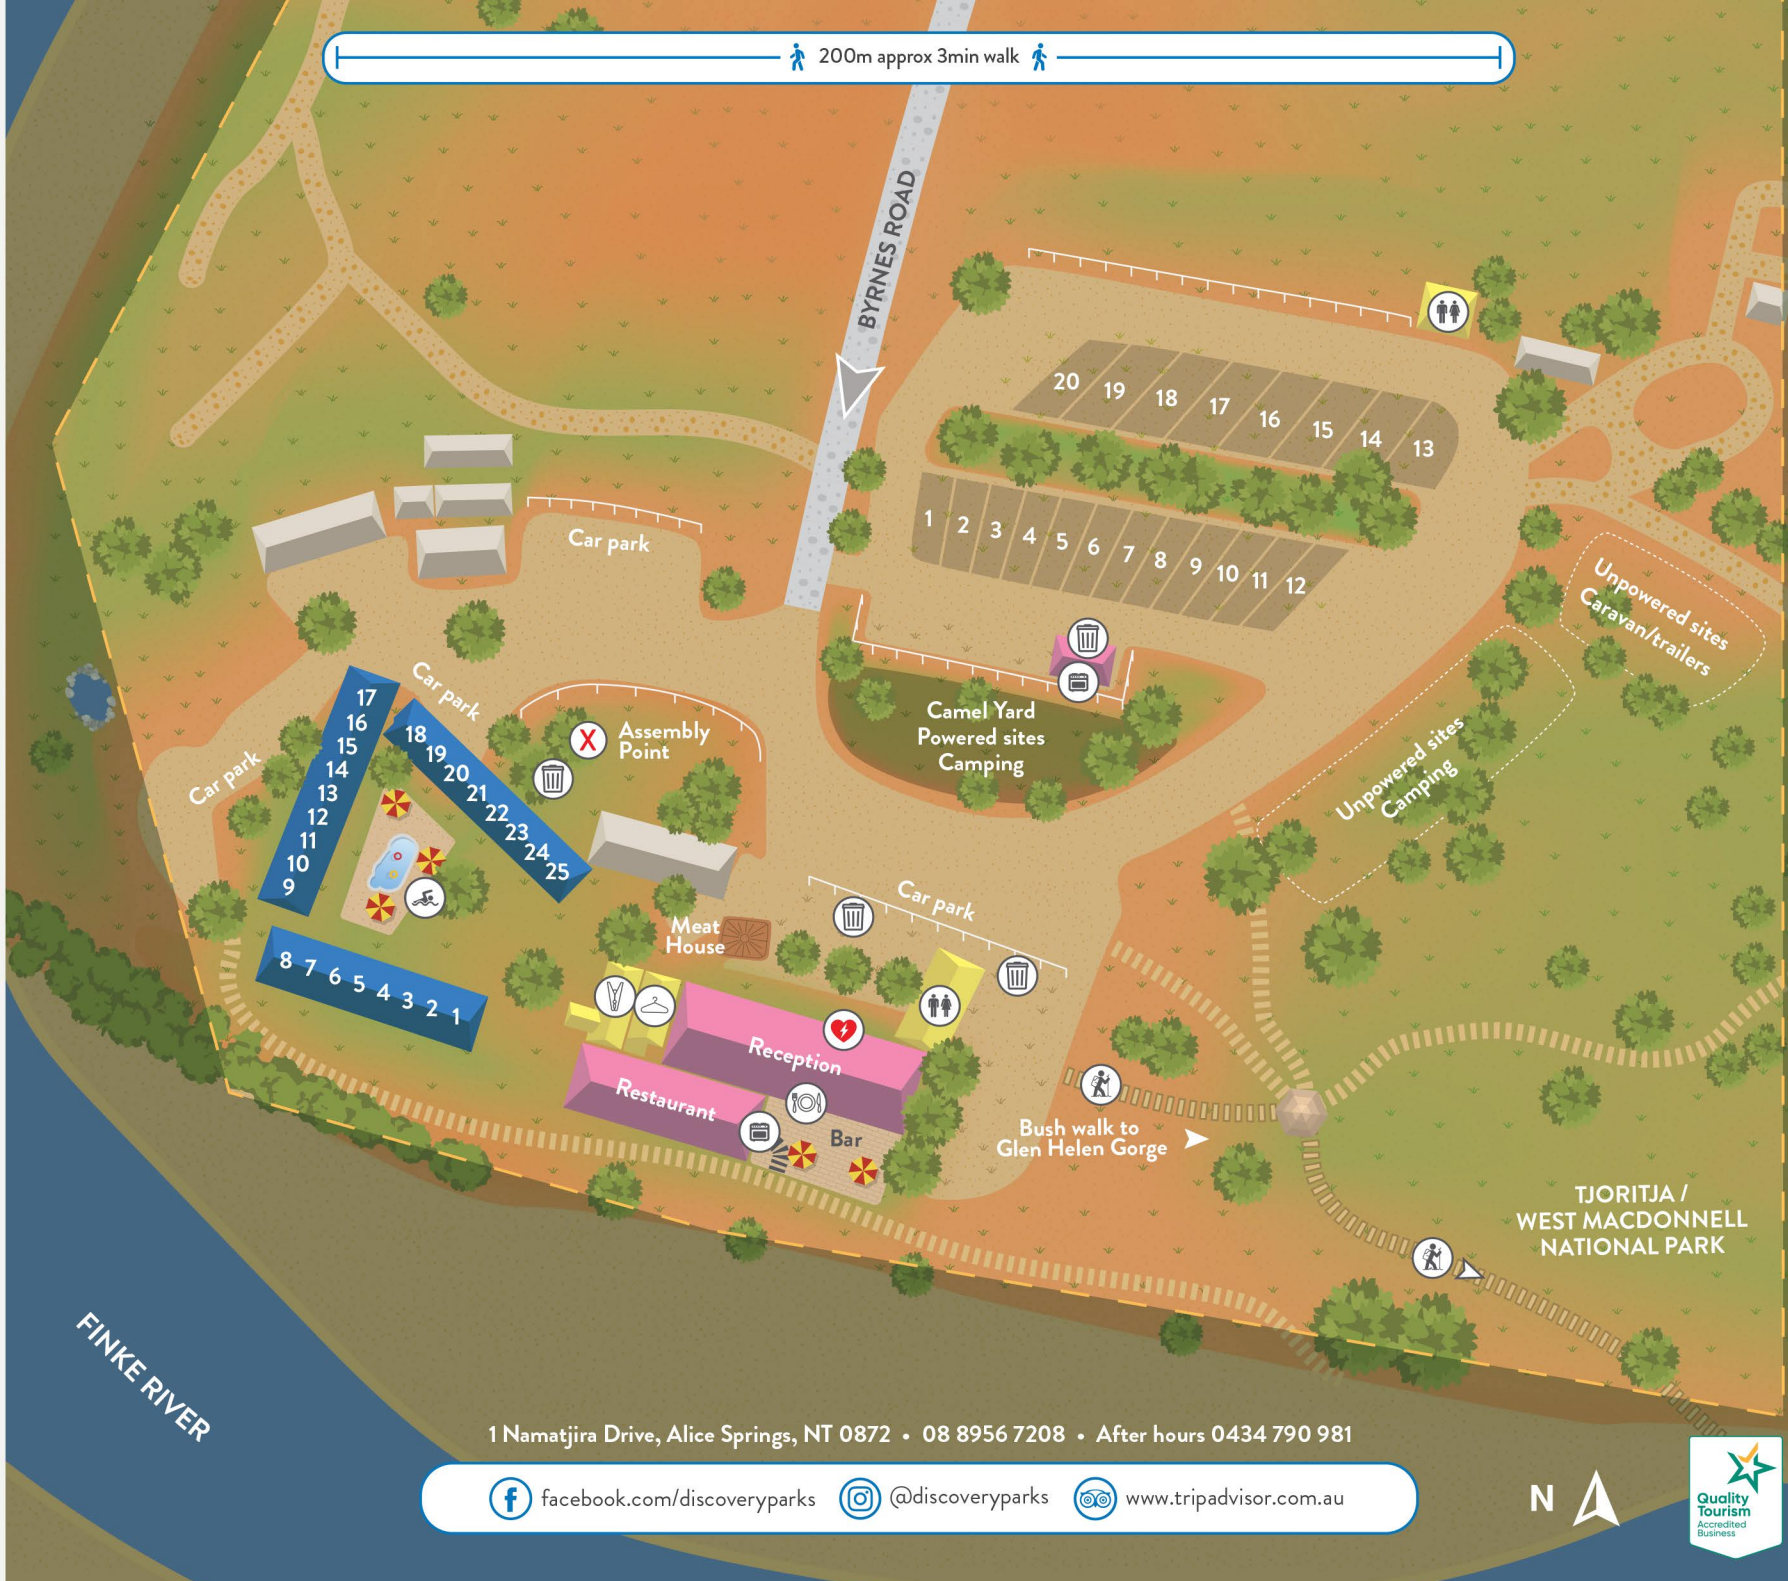 200m approx 3min walk
BYRNES ROAD
20 19 18 17 16 15 14 13
1 2 3 4 5 6 7 8 9 10 11 12
Car park
Unpowered sites
Caravan/trailers
Car park
Camel Yard
Powered sites
Camping
Unpowered sites
Camping
X
Assembly
Point
Car park
17
16
15
14
13
12
11
10
9
18
19
20
21
22
23
24
25
Car park
Meat
House
8 7 6 5 4 3 2 1
Reception
Restaurant
Bar
Bush walk to
Glen Helen Gorge
TJORITJA /
WEST MACDONNELL
NATIONAL PARK
FINKE RIVER
1 Namatjira Drive, Alice Springs, NT 0872 • 08 8956 7208 • After hours 0434 790 981
facebook.com/discoveryparks @discoveryparks www.tripadvisor.com.au
N
Quality
Tourism
Accredited
Business